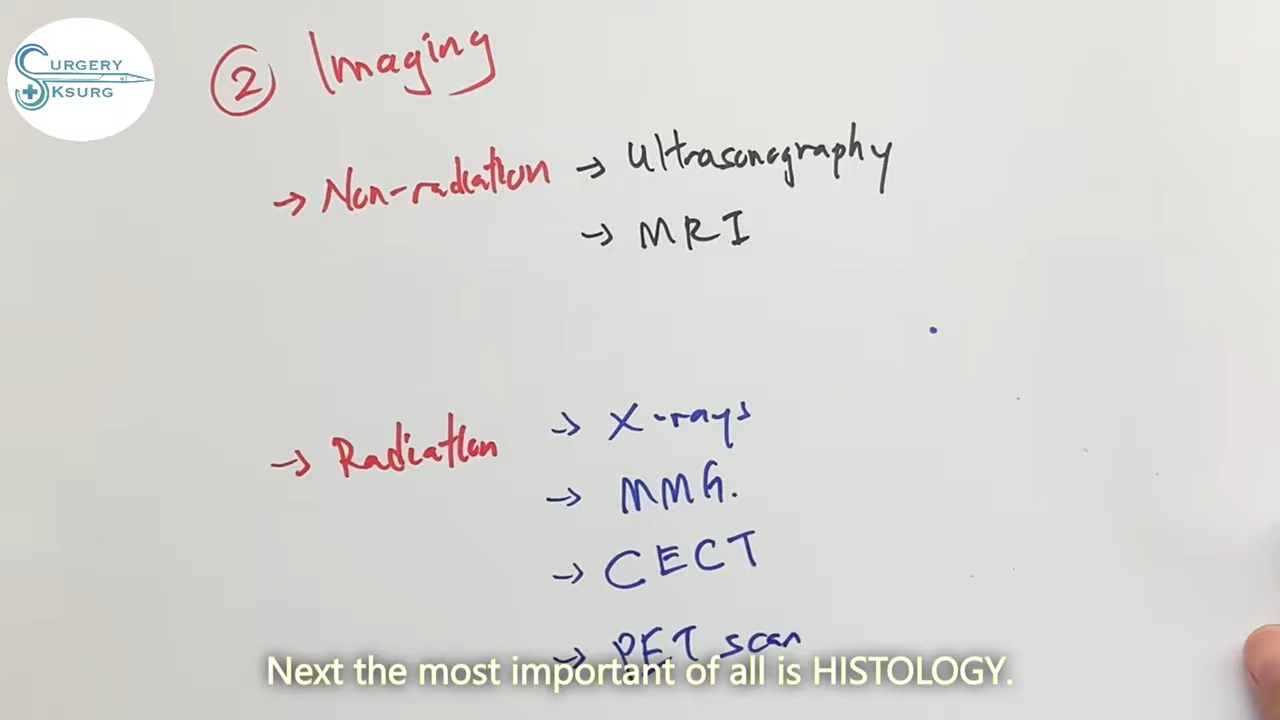 SURGERY
SKSURG
② Imaging
→ Non-radiation → Ultrasonography
→ MRI
→ Radiation → X-rays
→ MMG.
→ CECT
→ PET scan
Next the most important of all is HISTOLOGY.